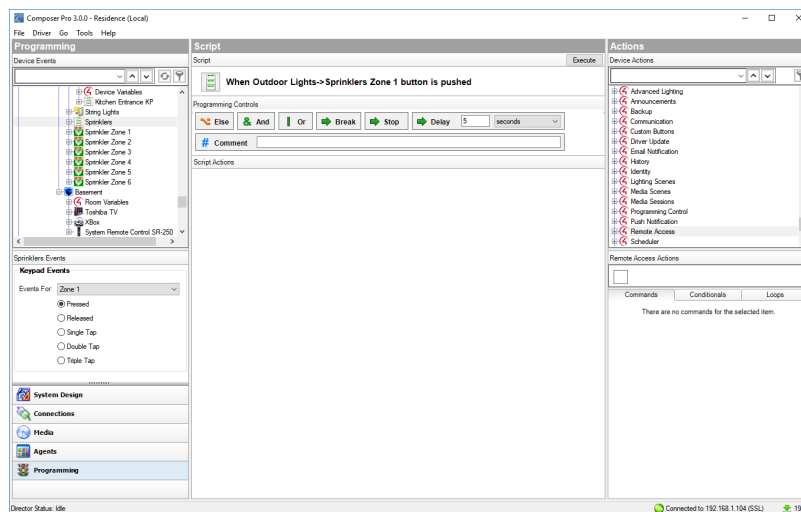 Composer Pro 3.0.0 - Residence (Local)
File Driver Go Tools Help
Programming
Device Events
Device Variables
Kitchen Entrance KP
String Lights
Sprinklers
Sprinkler Zone 1
Sprinkler Zone 2
Sprinkler Zone 3
Sprinkler Zone 4
Sprinkler Zone 5
Sprinkler Zone 6
Basement
Room Variables
Toshiba TV
XBox
System Remote Control SR-250
Sprinklers Events
Keypad Events
Events For: Zone 1
Pressed
Released
Single Tap
Double Tap
Triple Tap
System Design
Connections
Media
Agents
Programming
Director Status: Idle
Script
Script Execute
When Outdoor Lights->Sprinklers Zone 1 button is pushed
Programming Controls
Else & And Or Break Stop Delay 5 seconds
# Comment
Script Actions
Actions
Device Actions
Advanced Lighting
Announcements
Backup
Communication
Custom Buttons
Driver Update
Email Notification
History
Identity
Lighting Scenes
Media Scenes
Media Sessions
Programming Control
Push Notification
Remote Access
Scheduler
Remote Access Actions
Commands Conditionals Loops
There are no commands for the selected item.
Connected to 192.168.1.104 (SSL) 19